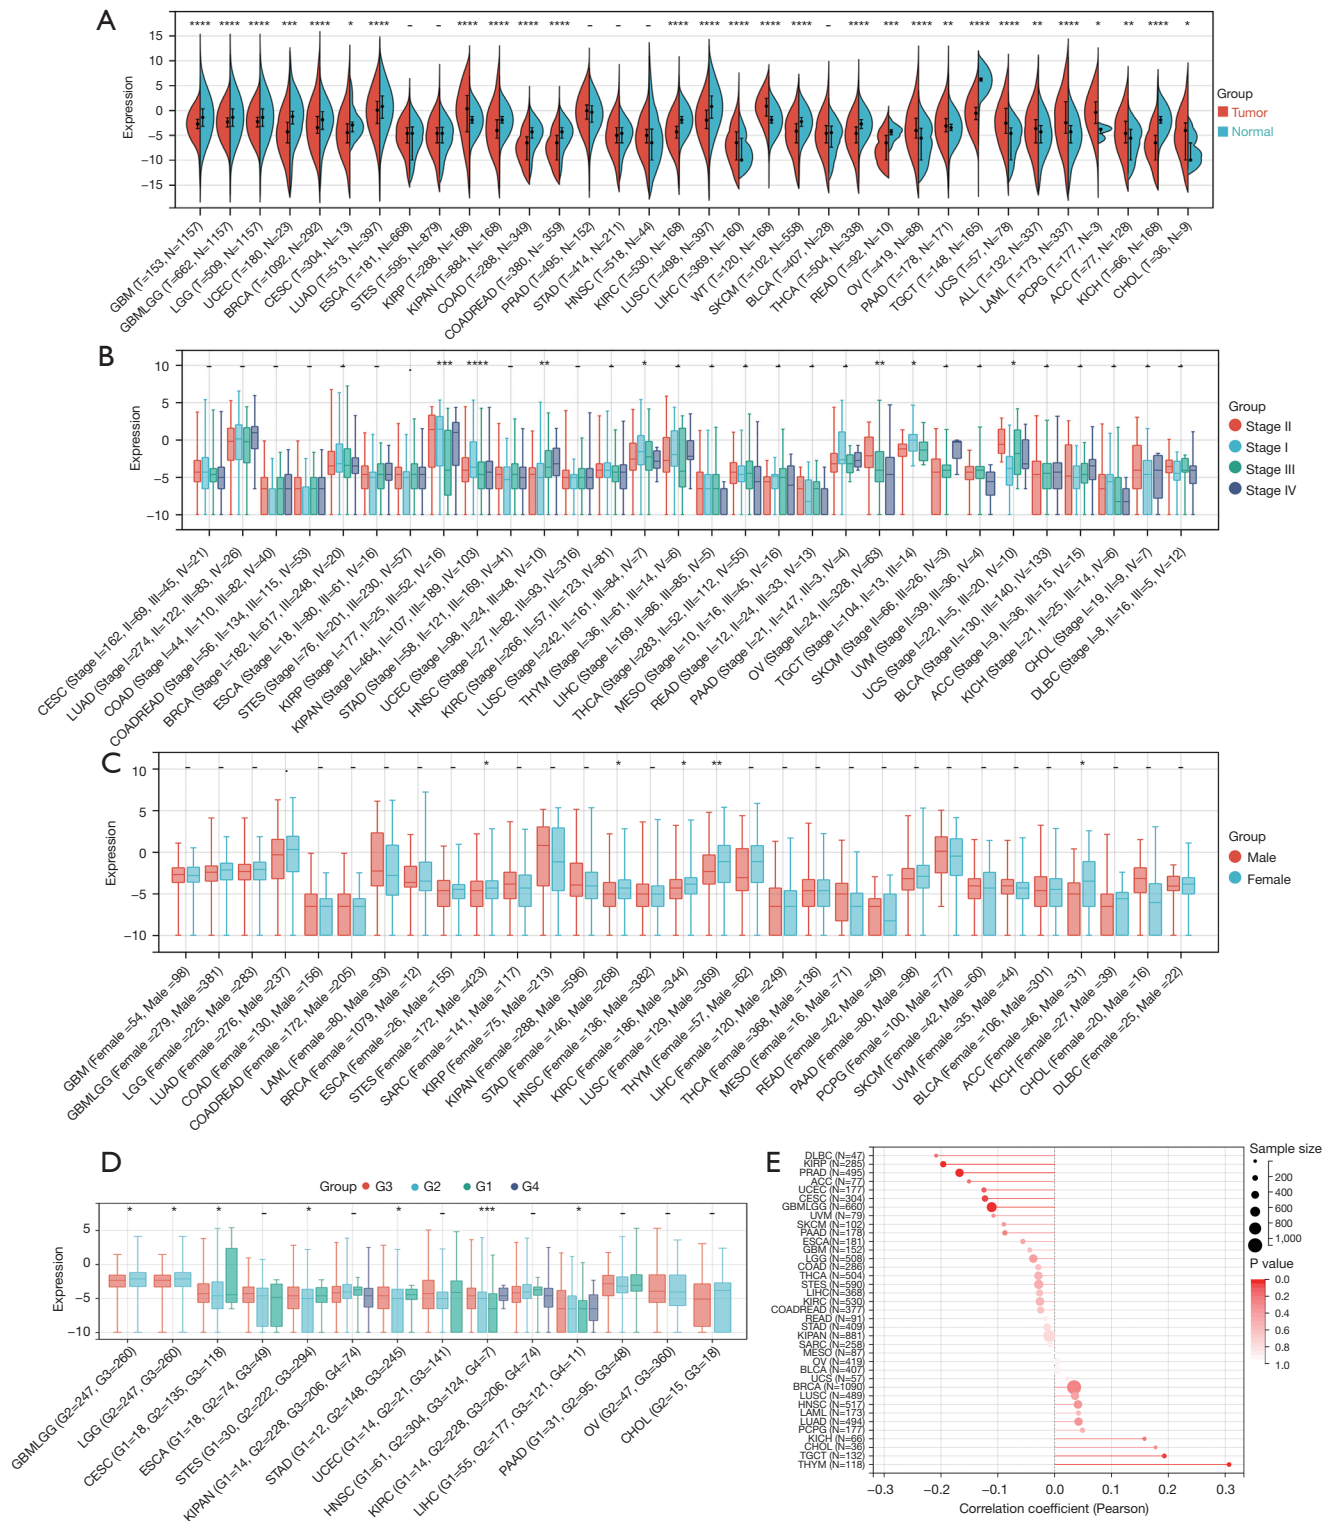 A
**** **** **** *** **** * **** – – **** **** **** **** – – – **** **** **** **** **** – **** *** **** ** **** **** ** **** * ** **** *
15
10
5
0
−5
−10
−15
Expression
Group
Tumor
Normal
GBM (T=153, N=1157)
GBMLGG (T=662, N=1157)
LGG (T=509, N=1157)
UCEC (T=180, N=23)
BRCA (T=1092, N=292)
CESC (T=304, N=13)
LUAD (T=513, N=397)
ESCA (T=181, N=668)
STES (T=595, N=879)
KIRP (T=288, N=168)
KIPAN (T=884, N=168)
COAD (T=288, N=349)
COADREAD (T=380, N=359)
PRAD (T=495, N=152)
STAD (T=414, N=211)
HNSC (T=518, N=44)
KIRC (T=530, N=168)
LUSC (T=498, N=397)
LIHC (T=369, N=160)
WT (T=120, N=168)
SKCM (T=102, N=558)
BLCA (T=407, N=28)
THCA (T=504, N=338)
READ (T=92, N=10)
OV (T=419, N=88)
PAAD (T=178, N=171)
TGCT (T=148, N=165)
UCS (T=57, N=78)
ALL (T=132, N=337)
LAML (T=173, N=337)
PCPG (T=177, N=3)
ACC (T=77, N=128)
KICH (T=66, N=168)
CHOL (T=36, N=9)
B
*** **** ** * ** * *
10
5
0
−5
−10
Expression
Group
Stage II
Stage I
Stage III
Stage IV
CESC (Stage I=162, II=69, III=45, IV=21)
LUAD (Stage I=274, II=122, III=83, IV=26)
COAD (Stage I=44, II=110, III=82, IV=40)
COADREAD (Stage I=56, II=134, III=115, IV=53)
BRCA (Stage I=182, II=617, III=248, IV=20)
ESCA (Stage I=18, II=80, III=61, IV=16)
STES (Stage I=76, II=201, III=230, IV=57)
KIRP (Stage I=177, II=25, III=52, IV=16)
KIPAN (Stage I=464, II=107, III=189, IV=103)
STAD (Stage I=58, II=121, III=169, IV=41)
UCEC (Stage I=98, II=24, III=48, IV=10)
HNSC (Stage I=27, II=82, III=93, IV=316)
KIRC (Stage I=266, II=57, III=123, IV=81)
LUSC (Stage I=242, II=161, III=84, IV=7)
THYM (Stage I=36, II=61, III=14, IV=6)
LIHC (Stage I=169, II=86, III=85, IV=5)
THCA (Stage I=283, II=52, III=112, IV=55)
MESO (Stage I=10, II=16, III=45, IV=16)
READ (Stage I=12, II=24, III=33, IV=13)
PAAD (Stage I=21, II=147, III=3, IV=4)
OV (Stage II=24, III=328, IV=63)
TGCT (Stage I=104, II=13, III=14)
SKCM (Stage II=66, III=26, IV=3)
UVM (Stage II=39, III=36, IV=4)
UCS (Stage I=22, II=5, III=20, IV=10)
BLCA (Stage II=130, III=140, IV=133)
ACC (Stage I=9, II=36, III=15, IV=15)
KICH (Stage I=21, II=25, III=14, IV=6)
CHOL (Stage I=19, II=9, IV=7)
DLBC (Stage I=8, II=16, III=5, IV=12)
C
* * * ** *
10
5
0
−5
−10
Expression
Group
Male
Female
GBM (Female =54, Male =98)
GBMLGG (Female =279, Male =381)
LGG (Female =225, Male =283)
LUAD (Female =276, Male =237)
COAD (Female =130, Male =156)
COADREAD (Female =172, Male =205)
LAML (Female =80, Male =93)
BRCA (Female =1079, Male =12)
ESCA (Female =26, Male =155)
STES (Female =172, Male =423)
SARC (Female =141, Male =117)
KIRP (Female =75, Male =213)
KIPAN (Female =288, Male =596)
STAD (Female =146, Male =268)
HNSC (Female =136, Male =382)
KIRC (Female =186, Male =344)
LUSC (Female =129, Male =369)
THYM (Female =57, Male =62)
LIHC (Female =120, Male =249)
THCA (Female =368, Male =136)
MESO (Female =16, Male =71)
READ (Female =42, Male =49)
PAAD (Female =80, Male =98)
PCPG (Female =100, Male =77)
SKCM (Female =42, Male =60)
UVM (Female =35, Male =44)
BLCA (Female =106, Male =301)
ACC (Female =46, Male =31)
KICH (Female =27, Male =39)
CHOL (Female =20, Male =16)
DLBC (Female =25, Male =22)
D
Group G3 G2 G1 G4
* * * – * – * – *** – * – – –
5
0
−5
−10
Expression
GBMLGG (G2=247, G3=260)
LGG (G2=247, G3=260)
CESC (G1=18, G2=135, G3=118)
ESCA (G1=18, G2=74, G3=49)
STES (G1=30, G2=222, G3=294)
KIPAN (G1=14, G2=228, G3=206, G4=74)
STAD (G1=12, G2=148, G3=245)
UCEC (G1=14, G2=21, G3=141)
HNSC (G1=61, G2=304, G3=124, G4=7)
KIRC (G1=14, G2=228, G3=206, G4=74)
LIHC (G1=55, G2=177, G3=121, G4=11)
PAAD (G1=31, G2=95, G3=48)
OV (G2=47, G3=360)
CHOL (G2=15, G3=18)
E
DLBC (N=47)
KIRP (N=285)
PRAD (N=495)
ACC (N=77)
UCEC (N=177)
CESC (N=304)
GBMLGG (N=660)
UVM (N=79)
SKCM (N=102)
PAAD (N=178)
ESCA(N=181)
GBM (N=152)
LGG (N=508)
COAD (N=286)
THCA (N=504)
STES (N=590)
LIHC(N=368)
KIRC (N=530)
COADREAD (N=377)
READ (N=91)
STAD (N=409)
KIPAN (N=881)
SARC (N=258)
MESO (N=87)
OV (N=419)
BLCA (N=407)
UCS (N=57)
BRCA (N=1090)
LUSC (N=489)
HNSC (N=517)
LAML (N=173)
LUAD (N=494)
PCPG (N=177)
KICH (N=66)
CHOL (N=36)
TGCT (N=132)
THYM (N=118)
−0.3 −0.2 −0.1 0.0 0.1 0.2 0.3
Correlation coefficient (Pearson)
Sample size
200
400
600
800
1,000
P value
0.0
0.2
0.4
0.6
0.8
1.0